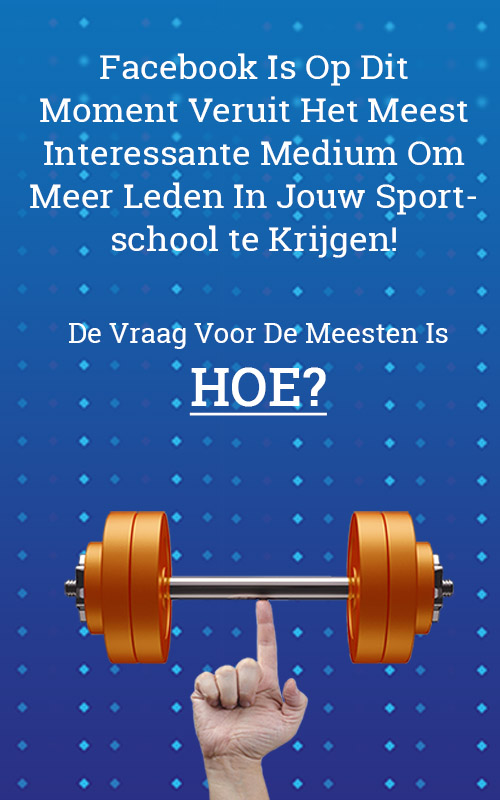 Facebook Is Op Dit
Moment Veruit Het Meest
Interessante Medium Om
Meer Leden In Jouw Sport-
school te Krijgen!
De Vraag Voor De Meesten Is
HOE?